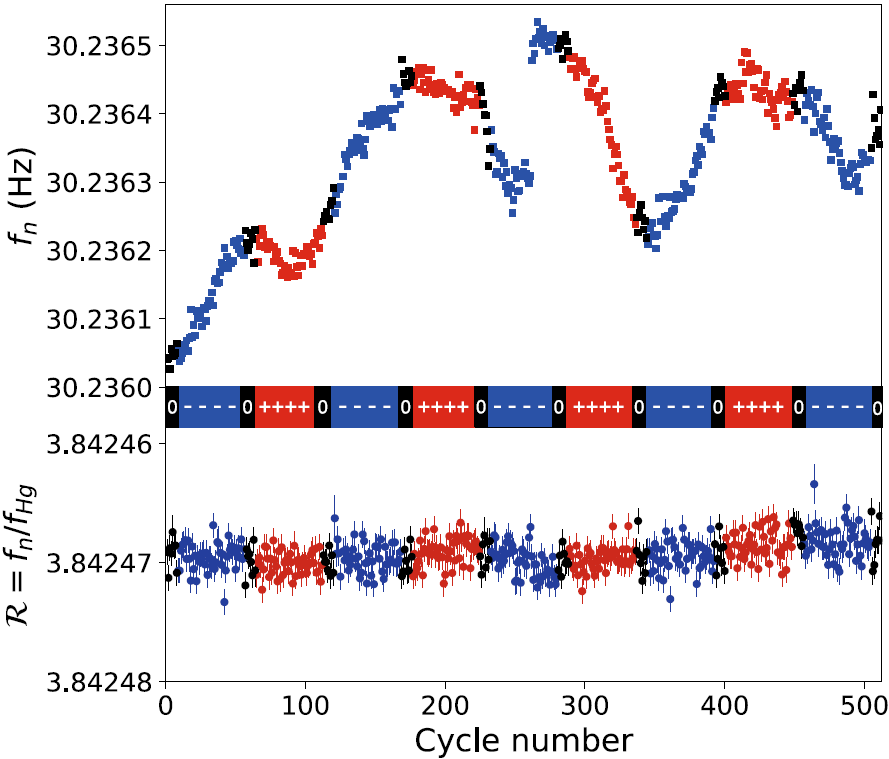 f_n (Hz)
30.2365
30.2364
30.2363
30.2362
30.2361
30.2360
0 ---- 0 ++++ 0 ---- 0 ++++ 0 ---- 0 ++++ 0 ---- 0 ++++ 0 ---- 0
R = f_n/f_Hg
3.84246
3.84247
3.84248
0 100 200 300 400 500
Cycle number